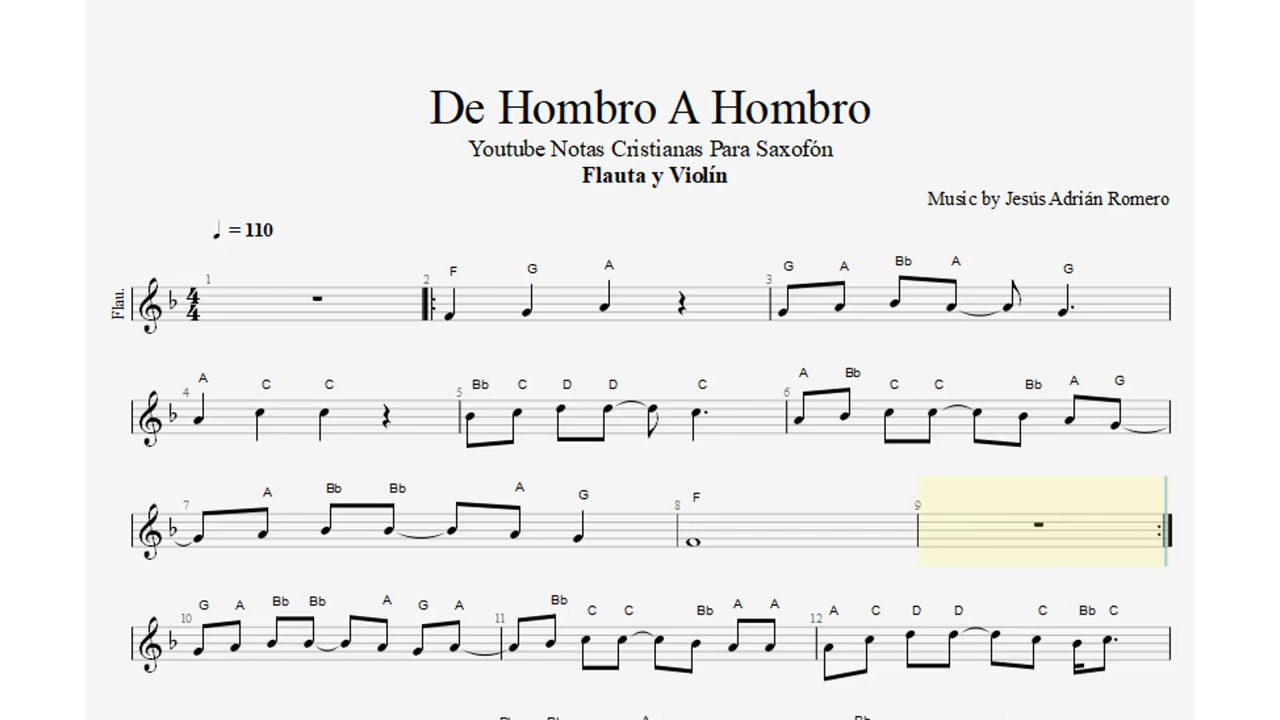 De Hombro A Hombro
Youtube Notas Cristianas Para Saxofón
Flauta y Violín
Music by Jesús Adrián Romero
= 110
Flau.
1 2 F G A 3 G A Bb A G
4 4
4 A C C 5 Bb C D D C 6 A Bb C C Bb A G
7 A Bb Bb A G 8 F 9
10 G A Bb Bb A G A 11 Bb C C Bb A A 12 A C D D C Bb C